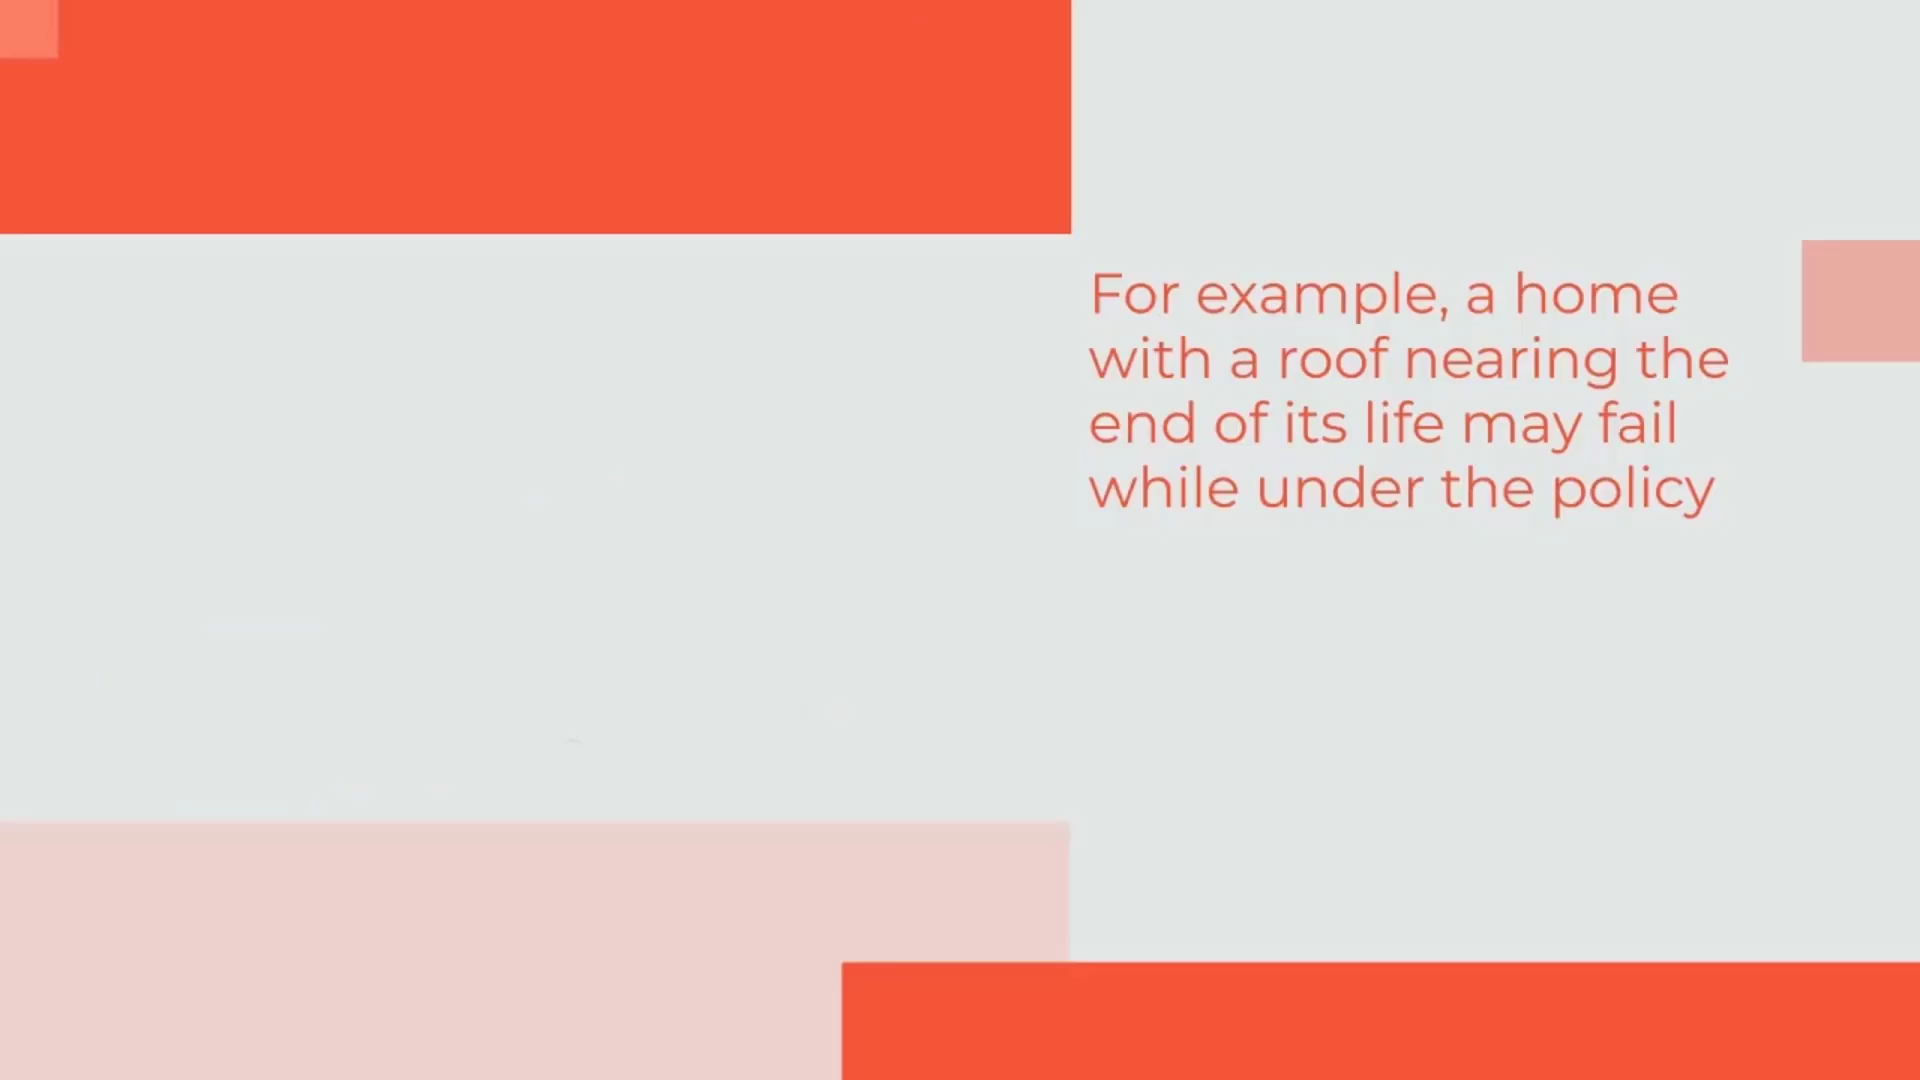 For example, a home
with a roof nearing the
end of its life may fail
while under the policy